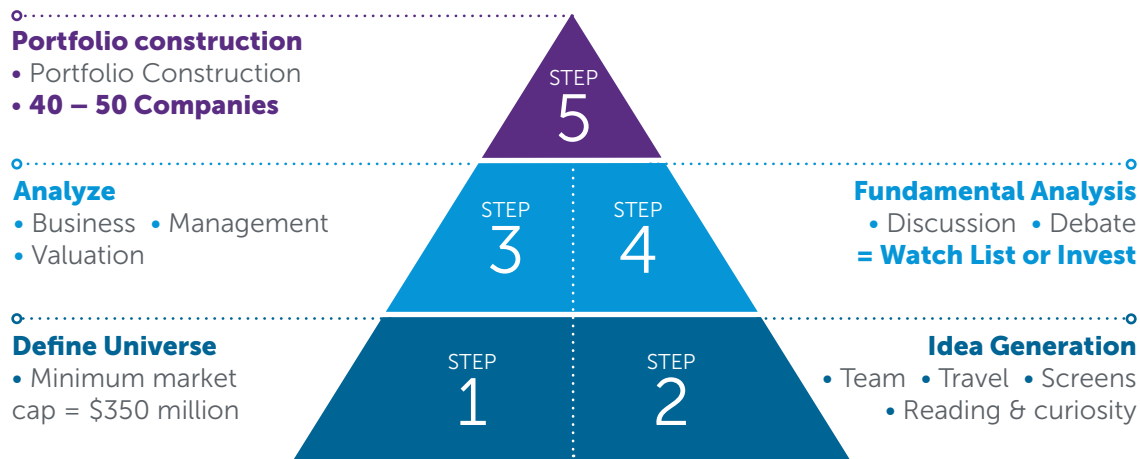 Portfolio construction
• Portfolio Construction
• 40 – 50 Companies
STEP
5
Analyze
• Business • Management
• Valuation
STEP
3
STEP
4
Fundamental Analysis
• Discussion • Debate
= Watch List or Invest
Define Universe
• Minimum market
cap = $350 million
STEP
1
STEP
2
Idea Generation
• Team • Travel • Screens
• Reading & curiosity